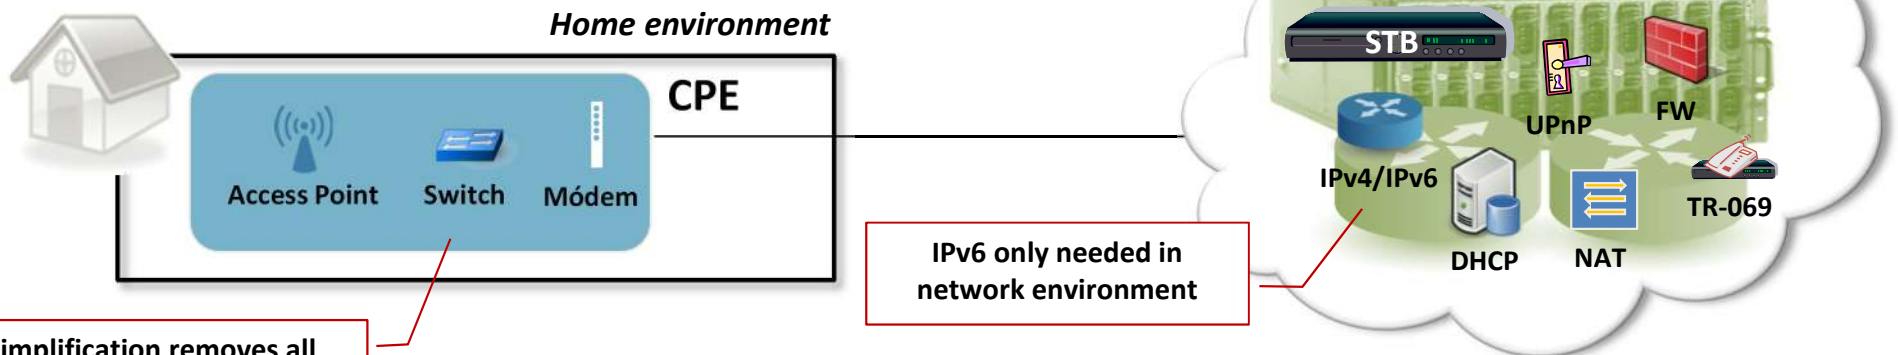 Home environment
CPE
Access Point
Switch
Módem
STB
UPnP
FW
IPv4/IPv6
TR-069
DHCP
NAT
IPv6 only needed in
network environment
removes all